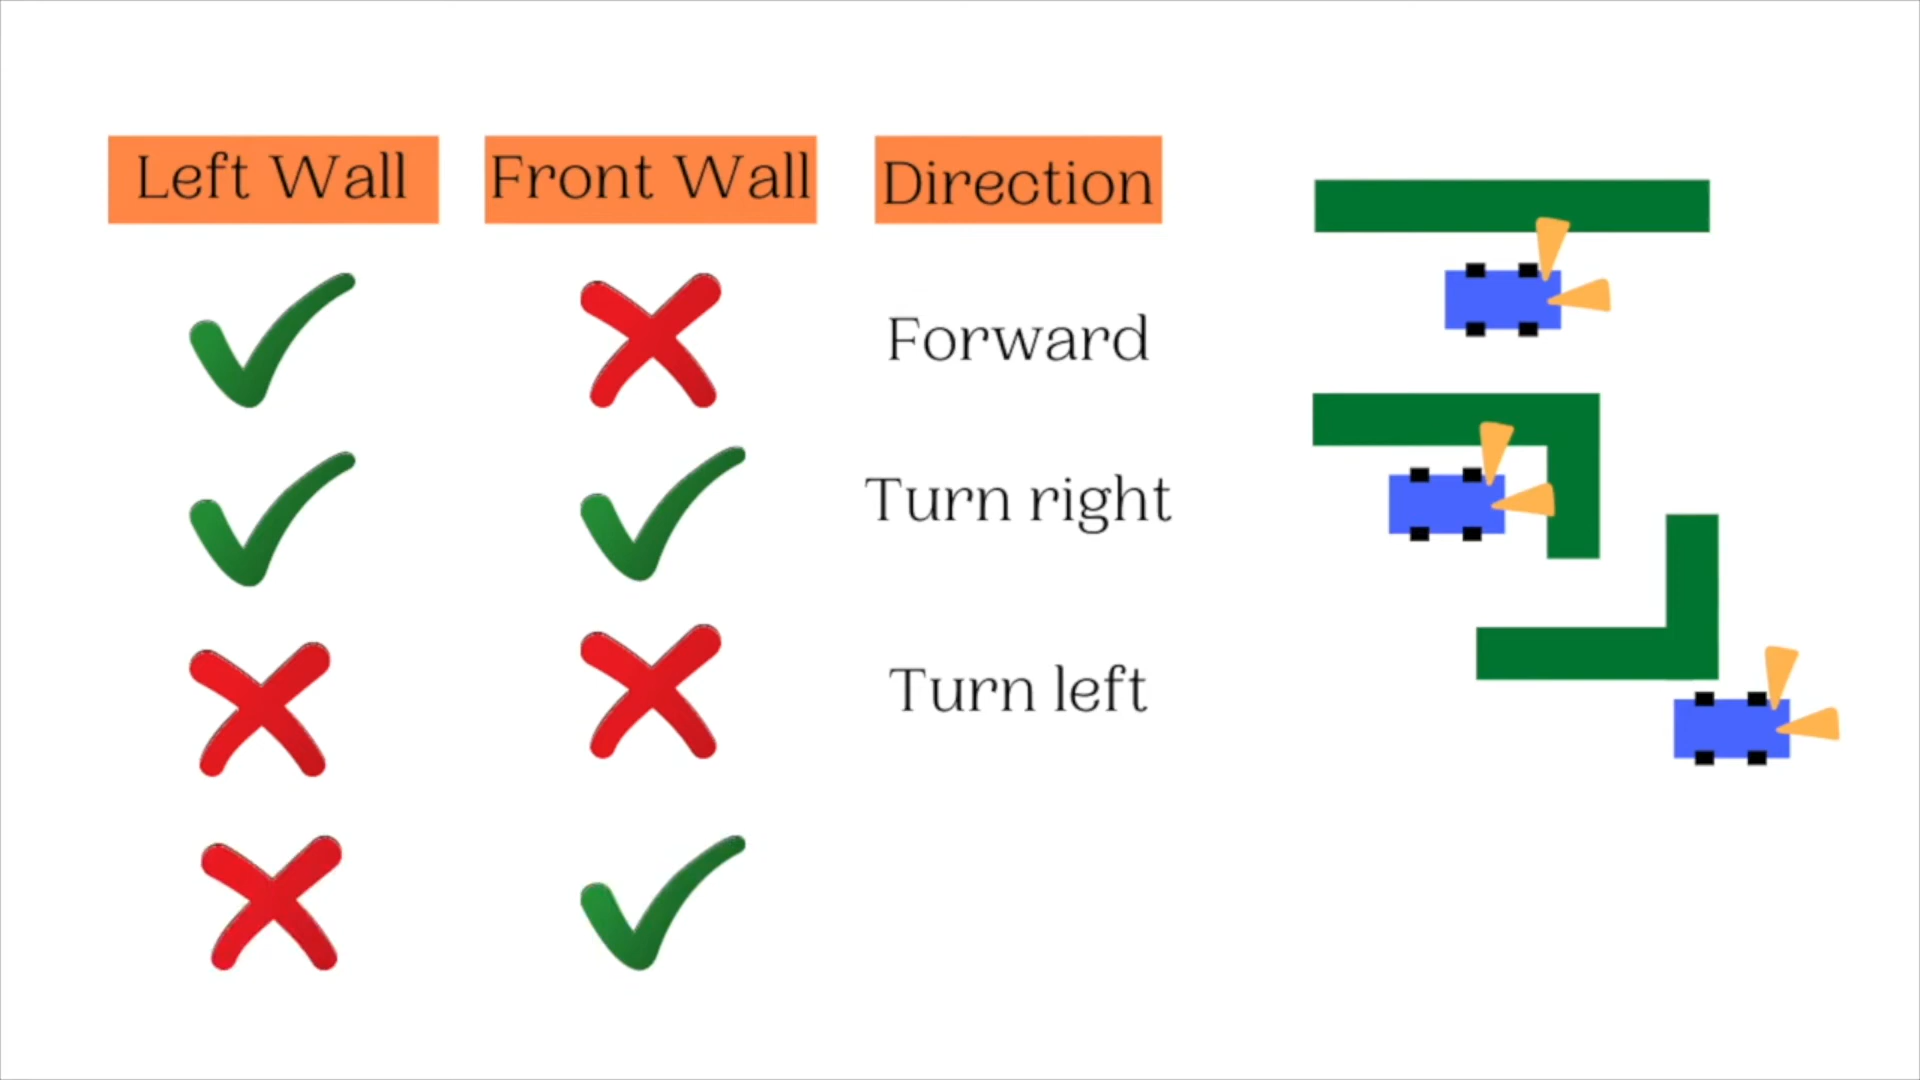 Left Wall
Front Wall
Direction
Forward
Turn right
Turn left